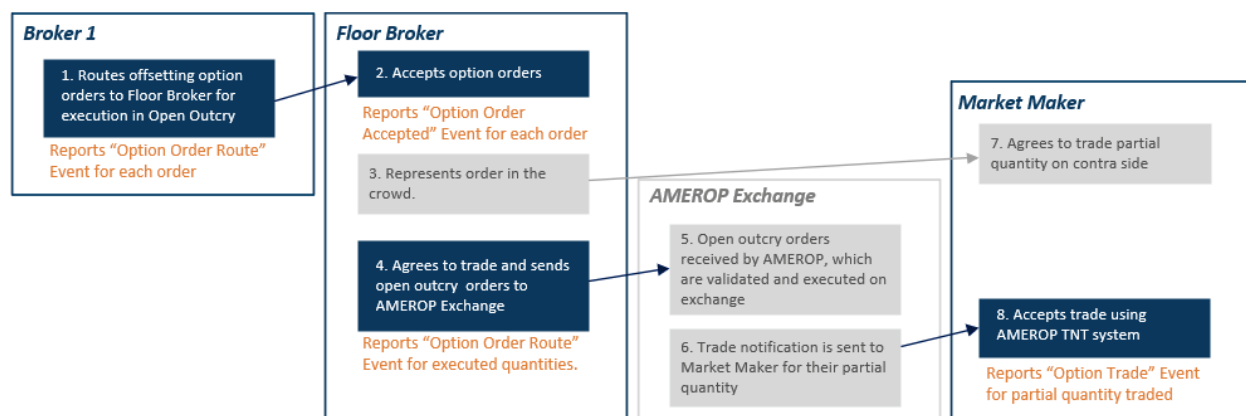 Broker 1
1. Routes offsetting option
orders to Floor Broker for
execution in Open Outcry
Reports “Option Order Route”
Event for each order
Floor Broker
2. Accepts option orders
Reports “Option Order
Accepted” Event for each order
3. Represents order in the
crowd.
4. Agrees to trade and sends
open outcry orders to
AMEROP Exchange
Reports “Option Order Route”
Event for executed quantities.
AMEROP Exchange
5. Open outcry orders
received by AMEROP, which
are validated and executed on
exchange
6. Trade notification is sent to
Market Maker for their partial
quantity
Market Maker
7. Agrees to trade partial
quantity on contra side
8. Accepts trade using
AMEROP TNT system
Reports “Option Trade” Event
for partial quantity traded